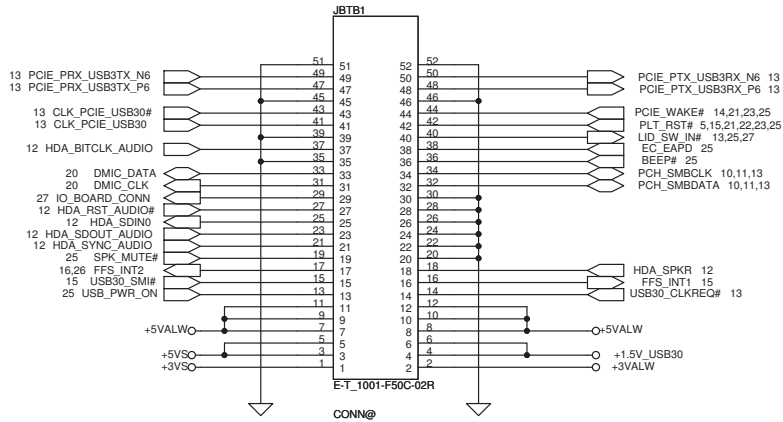 JBTB1
51 51 52 52
13 PCIE_PRX_USB3TX_N6 49 49 50 50 PCIE_PTX_USB3RX_N6 13
13 PCIE_PRX_USB3TX_P6 47 47 48 48 PCIE_PTX_USB3RX_P6 13
45 45 46 46
13 CLK_PCIE_USB30# 43 43 44 44 PCIE_WAKE# 14,21,23,25
13 CLK_PCIE_USB30 41 41 42 42 PLT_RST# 5,15,21,22,23,25
39 39 40 40 LID_SW_IN# 13,25,27
12 HDA_BITCLK_AUDIO 37 37 38 38 EC_EAPD 25
35 35 36 36 BEEP# 25
20 DMIC_DATA 33 33 34 34 PCH_SMBCLK 10,11,13
20 DMIC_CLK 31 31 32 32 PCH_SMBDATA 10,11,13
27 IO_BOARD_CONN 29 29 30 30
12 HDA_RST_AUDIO# 27 27 28 28
12 HDA_SDIN0 25 25 26 26
12 HDA_SDOUT_AUDIO 23 23 24 24
12 HDA_SYNC_AUDIO 21 21 22 22
25 SPK_MUTE# 19 19 20 20
16,26 FFS_INT2 17 17 18 18 HDA_SPKR 12
15 USB30_SMI# 15 15 16 16 FFS_INT1 15
25 USB_PWR_ON 13 13 14 14 USB30_CLKREQ# 13
11 11 12 12
9 9 10 10
+5VALW 7 7 8 8 +5VALW
5 5 6 6
+5VS 3 3 4 4 +1.5V_USB30
+3VS 1 1 2 2 +3VALW
E-T_1001-F50C-02R
CONN@